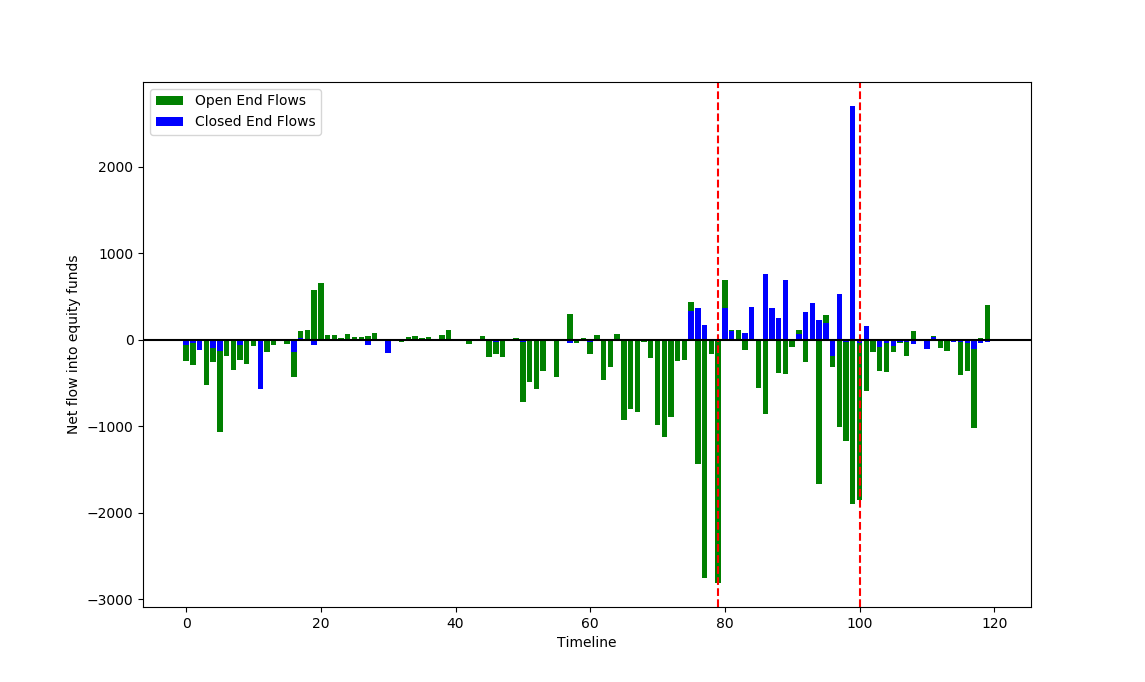 Open End Flows
Closed End Flows
2000
1000
0
−1000
−2000
−3000
Net flow into equity funds
0 20 40 60 80 100 120
Timeline